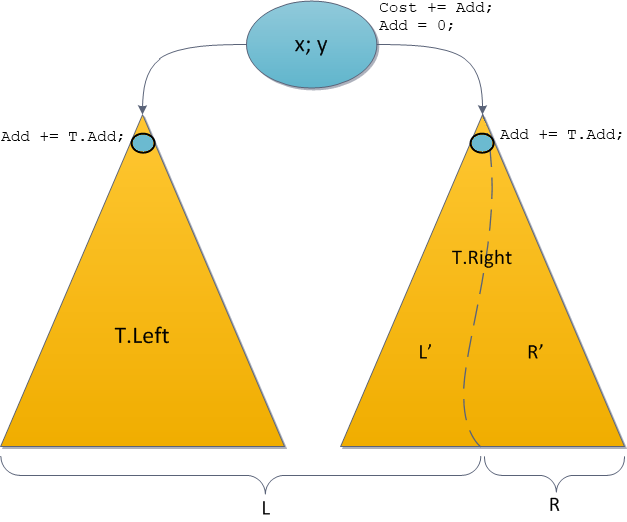 Cost += Add;
Add = 0;
x; y
Add += T.Add;
Add += T.Add;
T.Right
T.Left
L’
R’
L
R